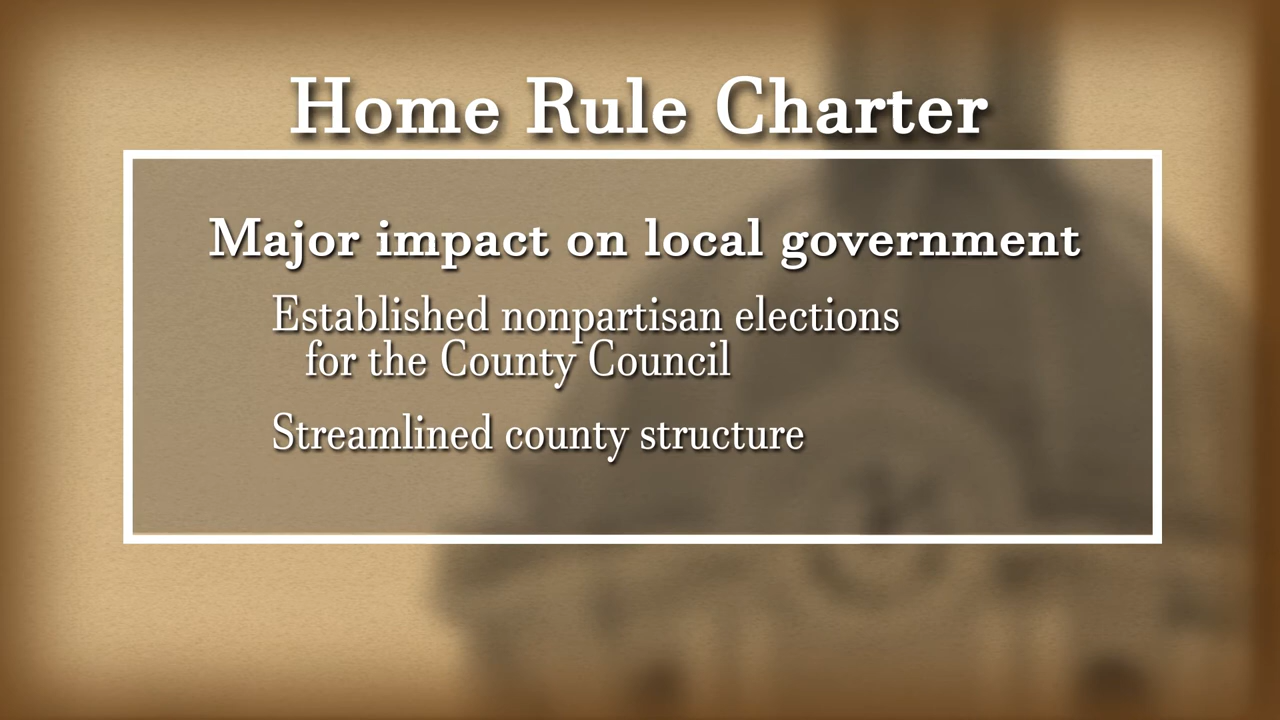 Home Rule Charter
Major impact on local government
Established nonpartisan elections
for the County Council
Streamlined county structure